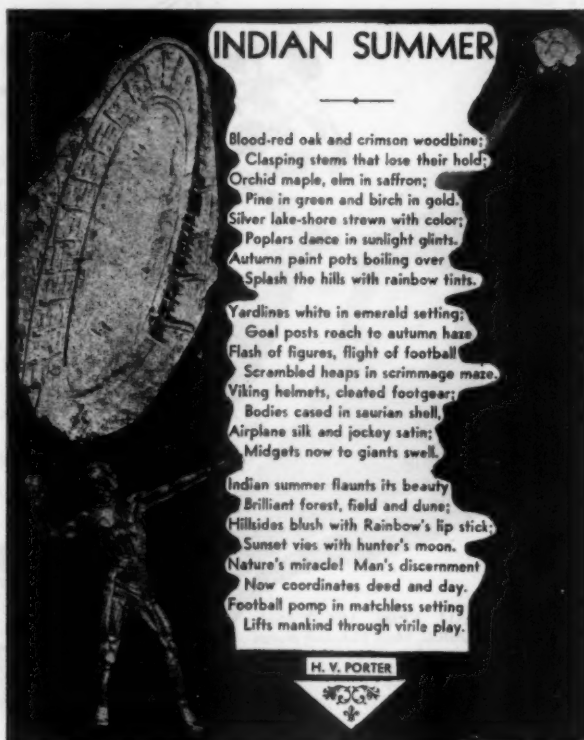 INDIAN SUMMER
Blood-red oak and crimson woodbine;
Clasping stems that lose their hold;
Orchid maple, elm in saffron;
Pine in green and birch in gold.
Silver lake-shore strewn with color;
Poplars dance in sunlight glints.
Autumn paint pots boiling over
Splash the hills with rainbow tints.
Yardlines white in emerald setting;
Goal posts reach to autumn haze
Flash of figures, flight of football
Scrambled heaps in scrimmage maze.
Viking helmets, cleated footgear;
Bodies cased in saurian shell,
Airplane silk and jockey satin;
Midgets now to giants swell.
Indian summer flaunts its beauty
Brilliant forest, field and dune;
Hillsides blush with Rainbow's lip stick;
Sunset vies with hunter's moon.
Nature's miracle! Man's discernment
Now coordinates deed and day.
Football pomp in matchless setting
Lifts mankind through virile play.
H. V. PORTER